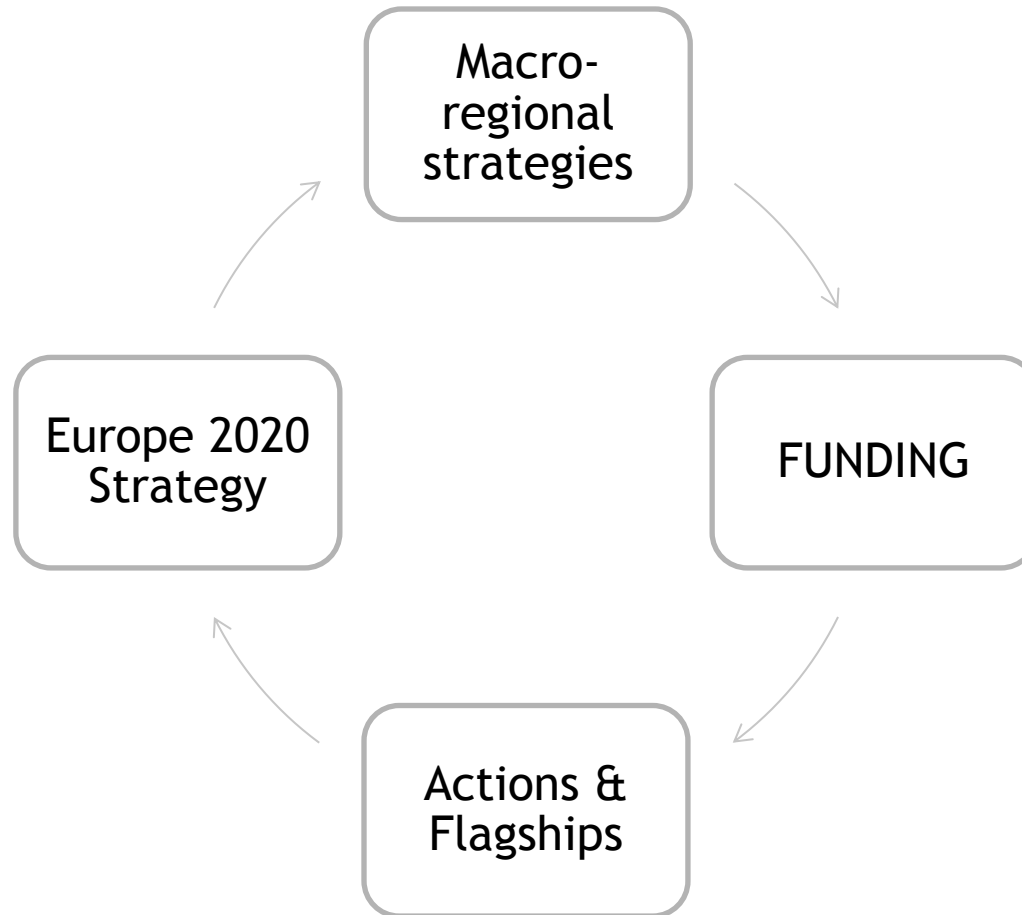 Macro-
regional
strategies
Europe 2020
Strategy
FUNDING
Actions &
Flagships